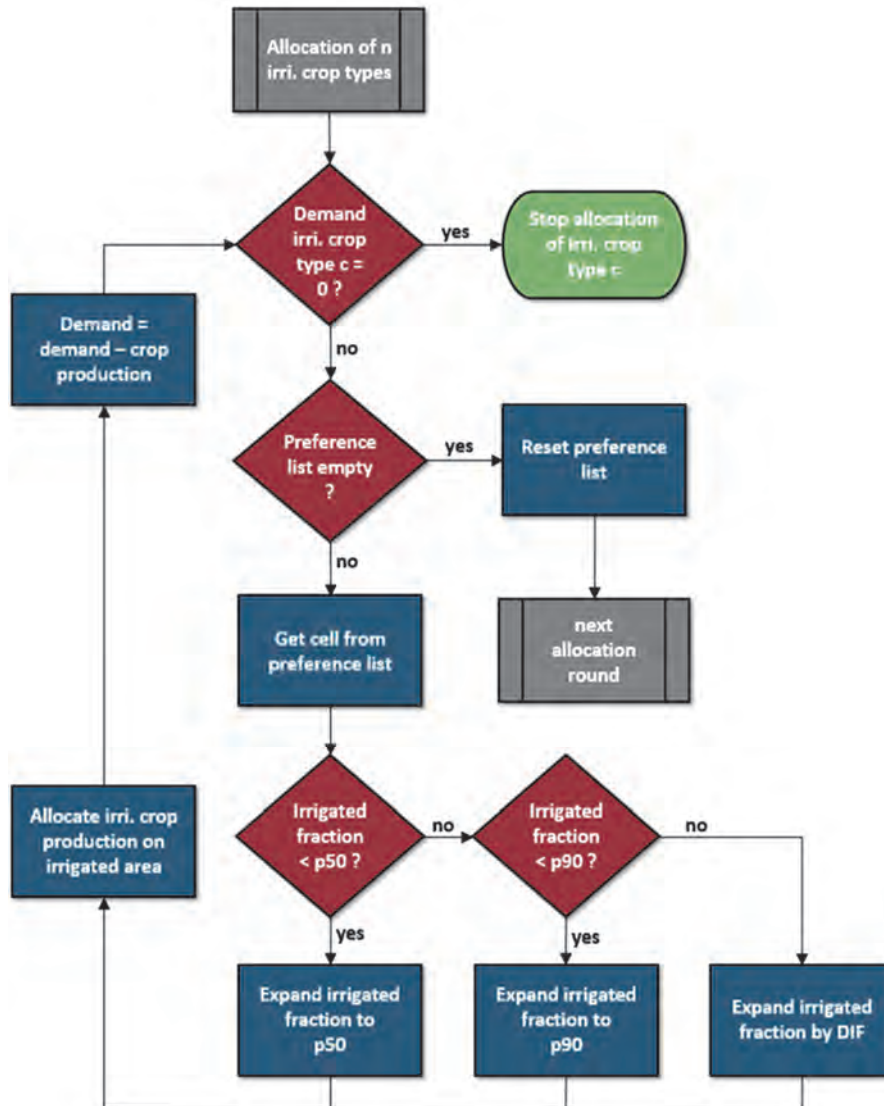 Allocation of n
irri. crop types
Demand
irri. crop
type c =
0 ?
yes
Stop allocation
of irri. crop
type c
Demand =
demand – crop
production
no
Preference
list empty
?
yes
Reset preference
list
no
Get cell from
preference list
next
allocation
round
Allocate irri. crop
production on
irrigated area
Irrigated
fraction
< p50 ?
no
Irrigated
fraction
< p90 ?
no
yes
yes
Expand irrigated
fraction to
p50
Expand irrigated
fraction to
p90
Expand irrigated
fraction by DIF